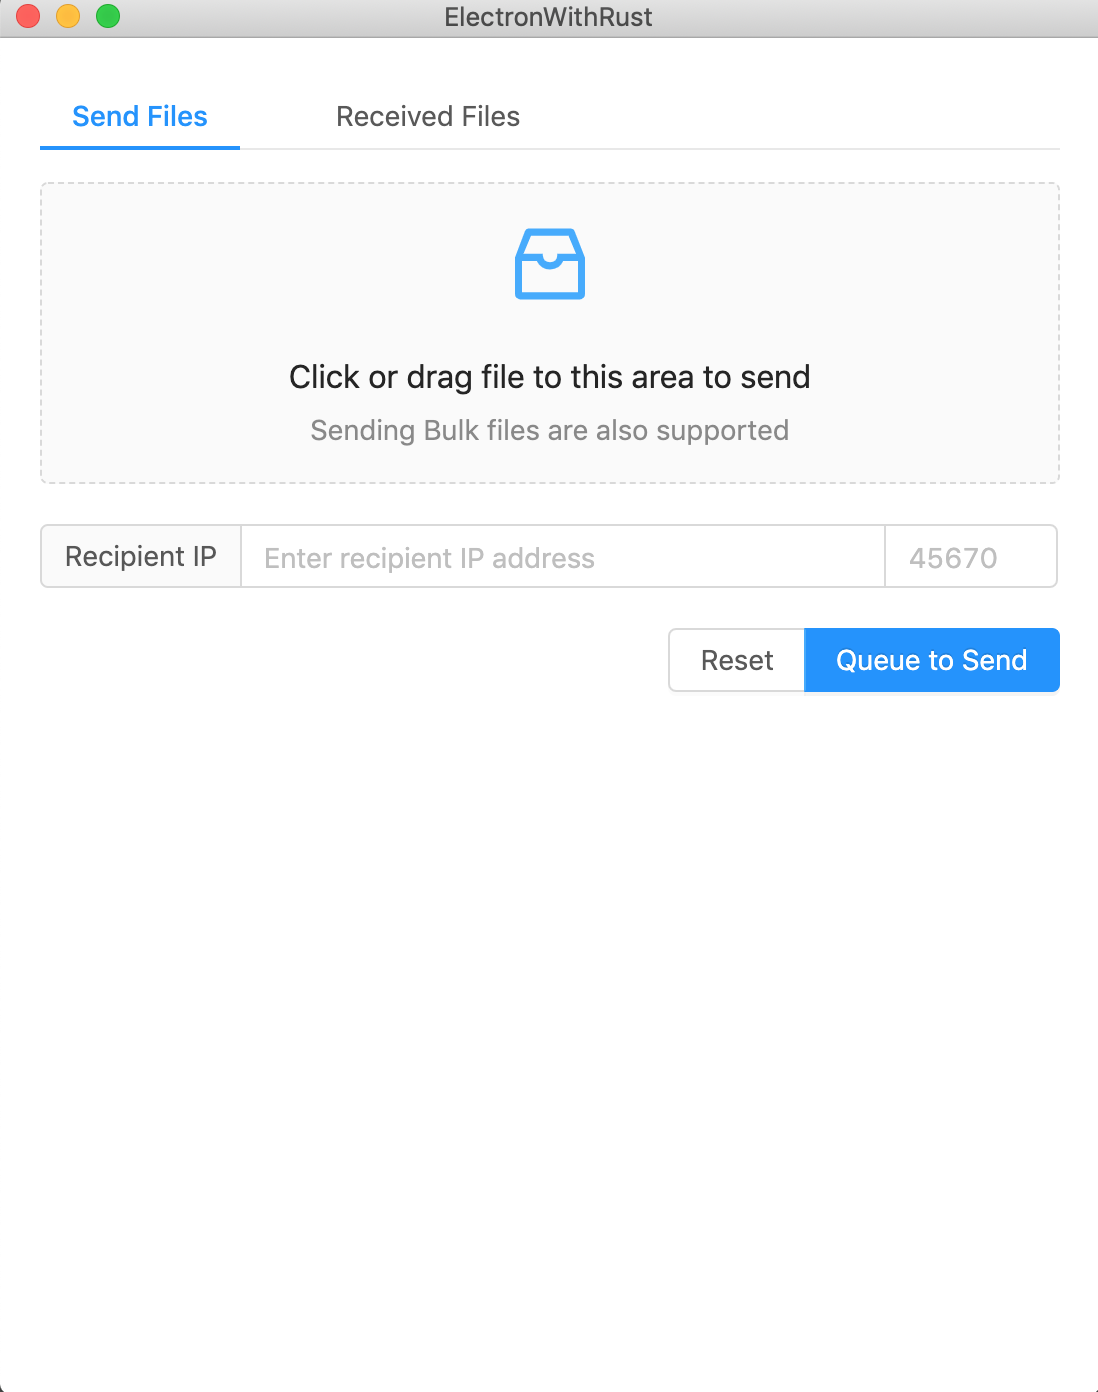 ElectronWithRust
Send Files Received Files
Click or drag file to this area to send
Sending Bulk files are also supported
Recipient IP Enter recipient IP address 45670
Reset Queue to Send